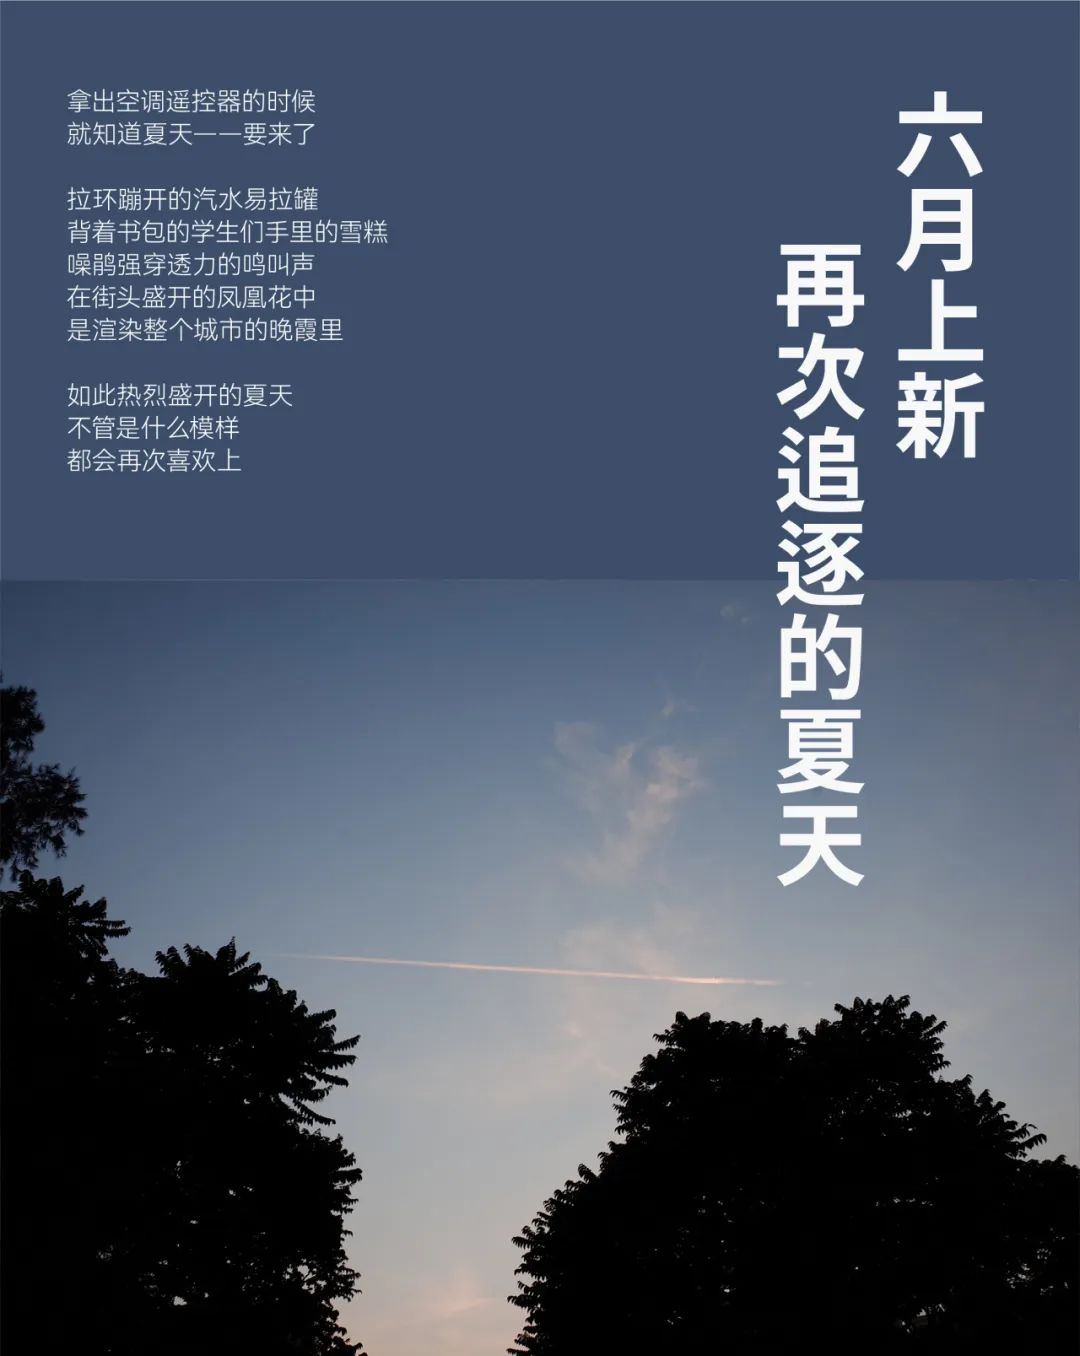 六月上新
再次追逐的夏天
拿出空调遥控器的时候
就知道夏天——要来了
拉环蹦开的汽水易拉罐
背着书包的学生们手里的雪糕
噪鹃强穿透力的鸣叫声
在街头盛开的凤凰花中
是渲染整个城市的晚霞里
如此热烈盛开的夏天
不管是什么模样
都会再次喜欢上